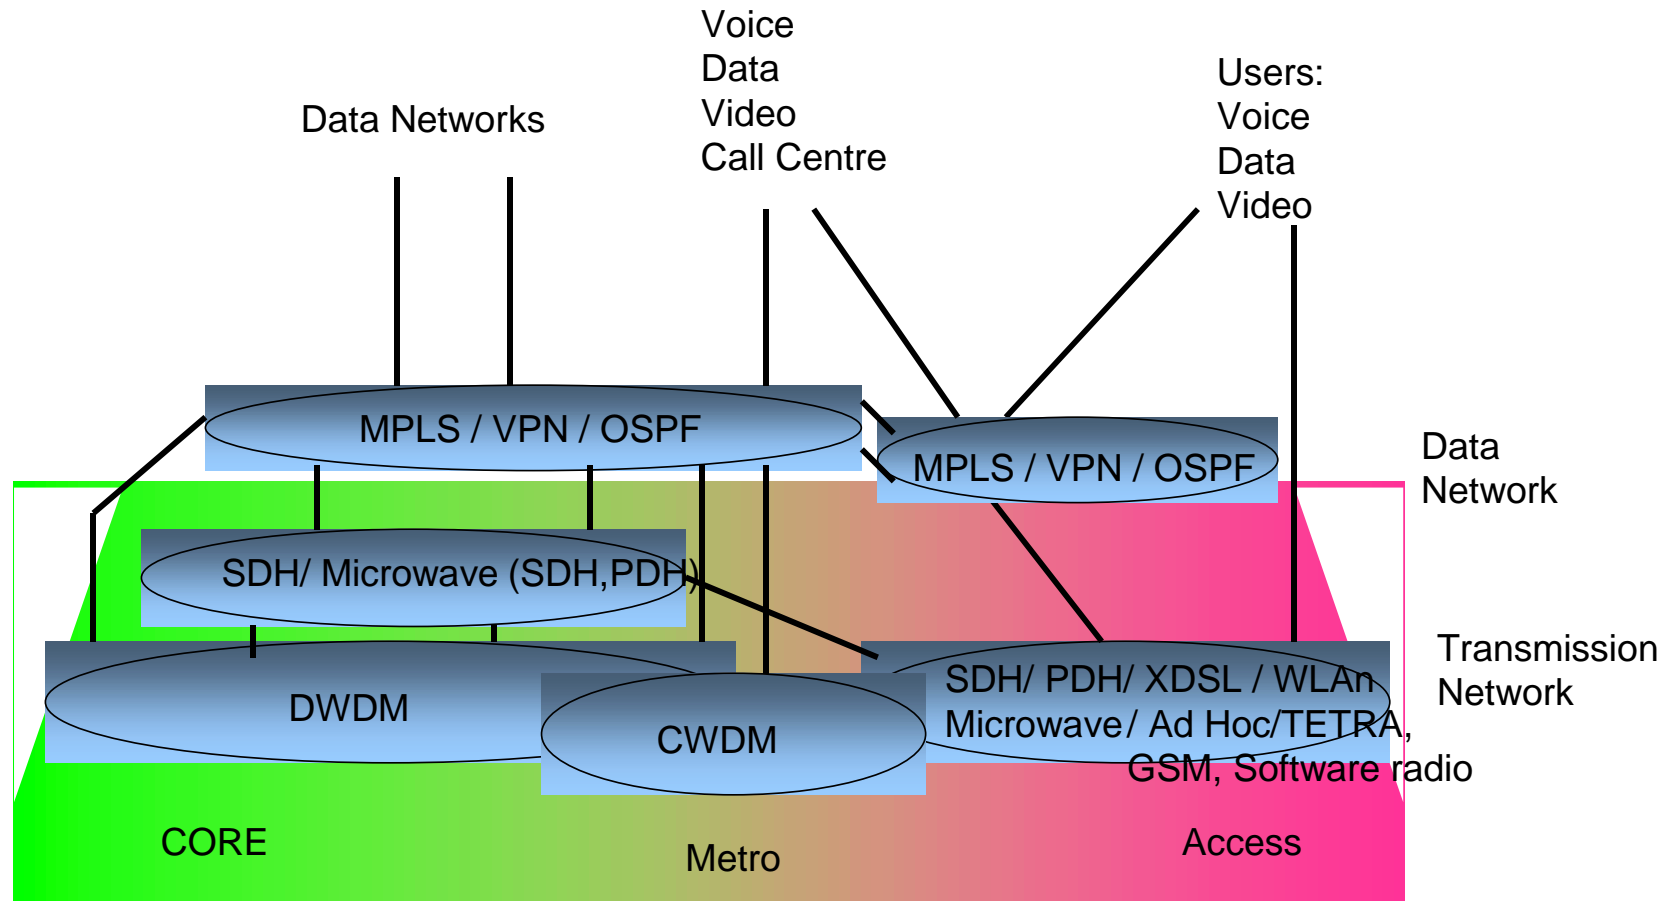 Voice
Data
Video
Call Centre
Users:
Voice
Data
Video
Data Networks
MPLS / VPN / OSPF
MPLS / VPN / OSPF
Data
Network
SDH/ Microwave (SDH,PDH)
DWDM
CWDM
SDH/ PDH/ XDSL / WLAn
Microwave / Ad Hoc/TETRA,
GSM, Software radio
Transmission
Network
CORE
Metro
Access